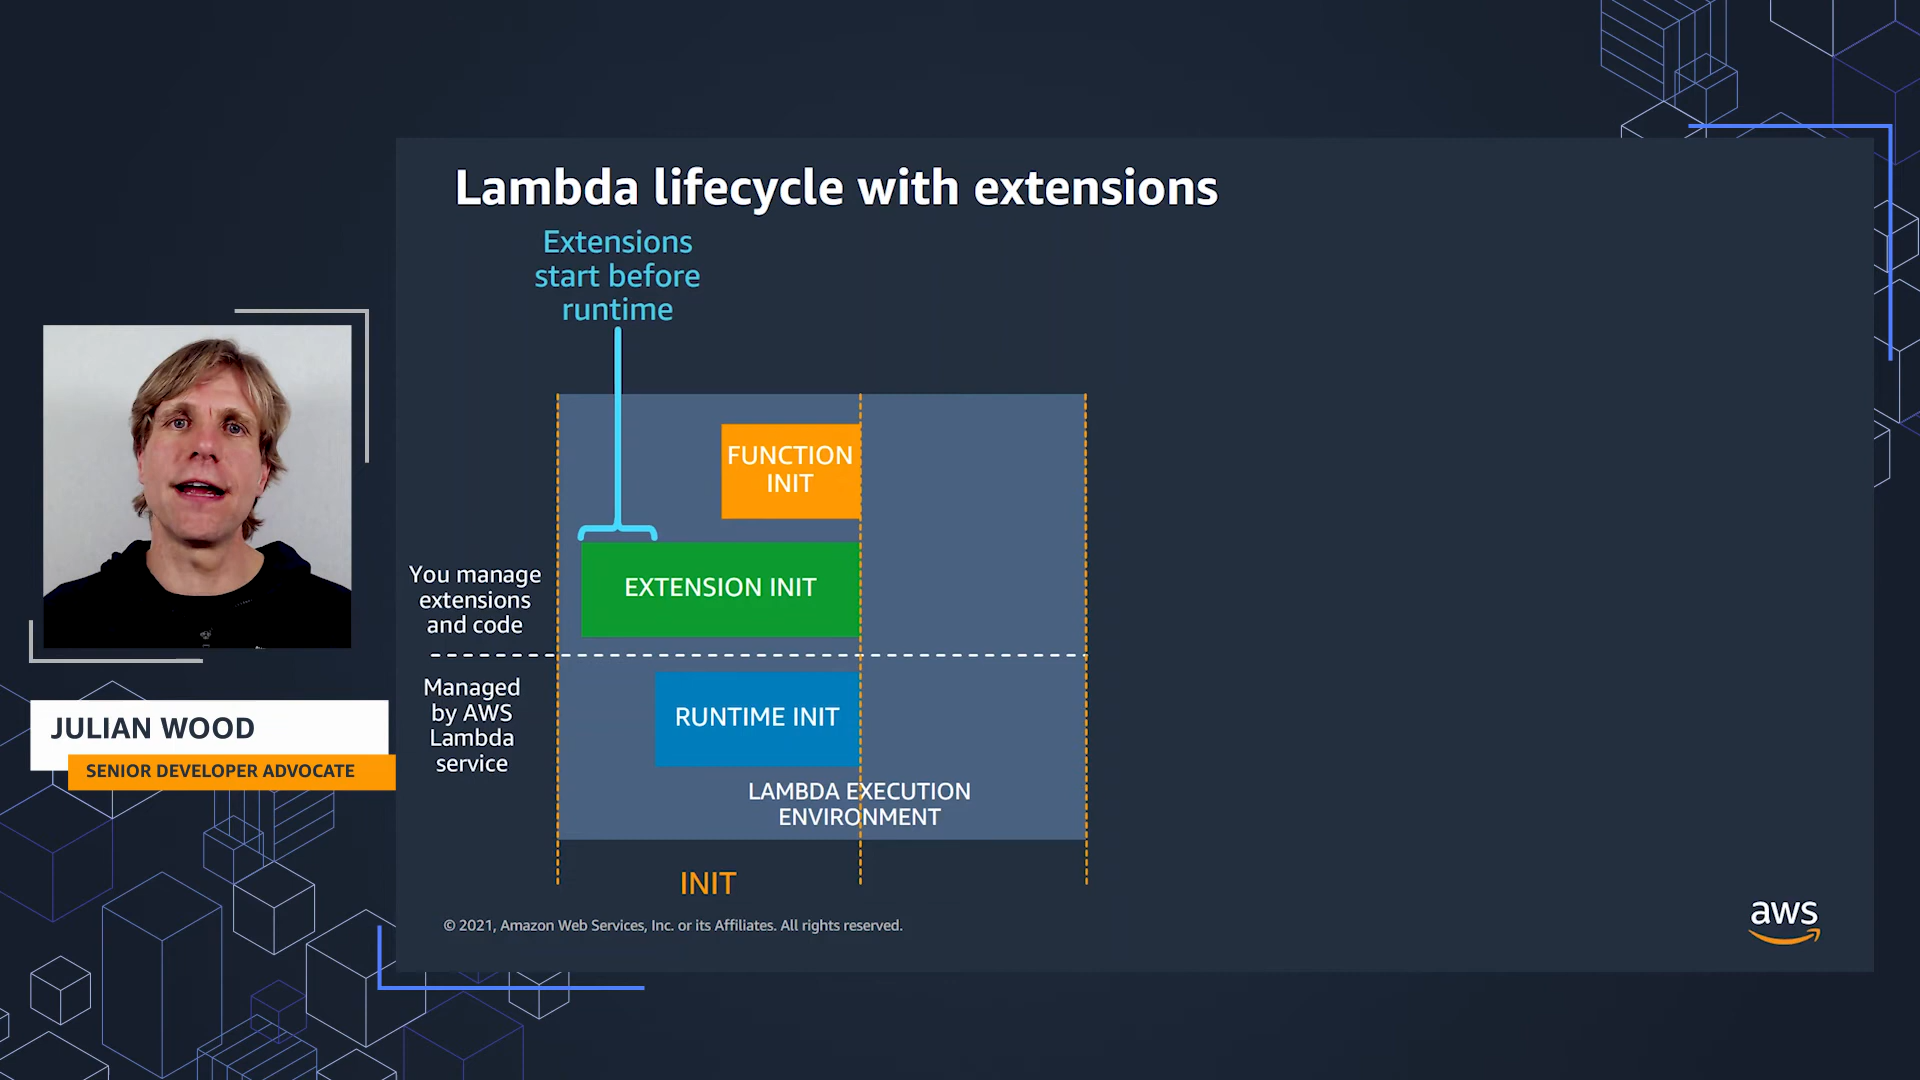 Lambda lifecycle with extensions
Extensions
start before
runtime
FUNCTION
INIT
You manage
extensions
and code
EXTENSION INIT
Managed
by AWS
Lambda
service
RUNTIME INIT
LAMBDA EXECUTION
ENVIRONMENT
INIT
© 2021, Amazon Web Services, Inc. or its Affiliates. All rights reserved.
aws
JULIAN WOOD
SENIOR DEVELOPER ADVOCATE